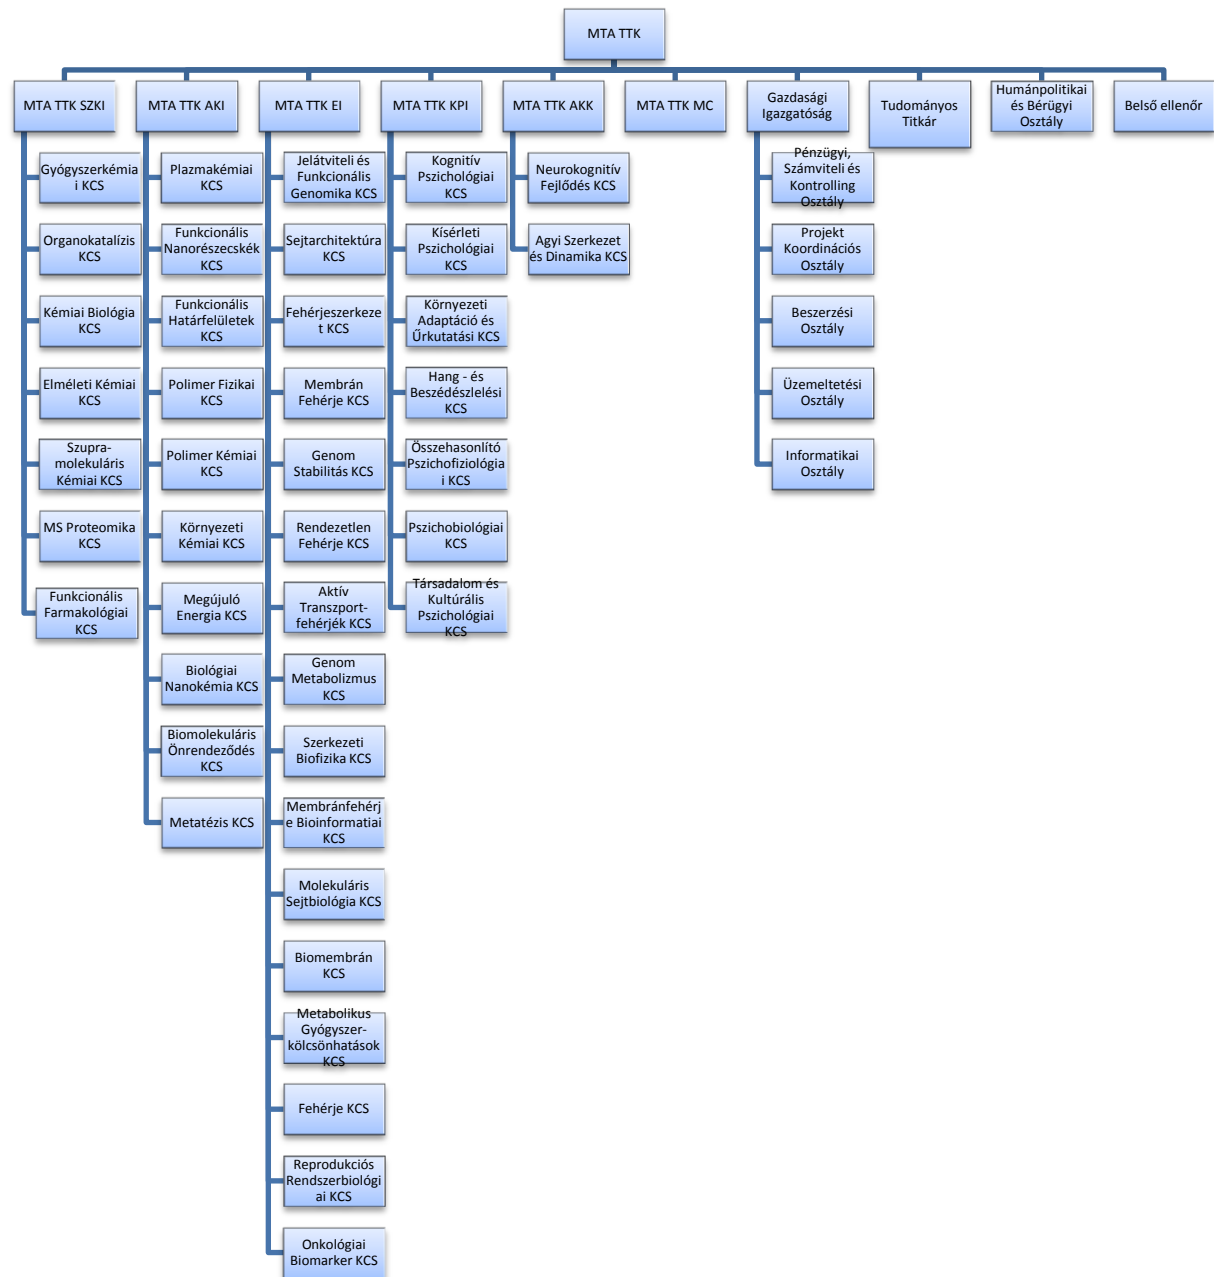 MTA TTK
MTA TTK SZKI
MTA TTK AKI
MTA TTK EI
MTA TTK KPI
MTA TTK AKK
MTA TTK MC
Gazdasági
Igazgatóság
Tudományos
Titkár
Humánpolitikai
és Bérügyi
Osztály
Belső ellenőr
Gyógyszerkémia
i KCS
Organokatalízis
KCS
Kémiai Biológia
KCS
Elméleti Kémiai
KCS
Szupra-
molekuláris
Kémiai KCS
MS Proteomika
KCS
Funkcionális
Farmakológiai
KCS
Plazmakémiai
KCS
Funkcionális
Nanorészecskék
KCS
Funkcionális
Határfelületek
KCS
Polimer Fizikai
KCS
Polimer Kémiai
KCS
Környezeti
Kémiai KCS
Megújuló
Energia KCS
Biológiai
Nanokémia KCS
Biomolekuláris
Önrendeződés
KCS
Metatézis KCS
Jelátviteli és
Funkcionális
Genomika KCS
Sejtarchitektúra
KCS
Fehérjeszerkeze
t KCS
Membrán
Fehérje KCS
Genom
Stabilitás KCS
Rendezetlen
Fehérje KCS
Aktív
Transzport-
fehérjék KCS
Genom
Metabolizmus
KCS
Szerkezeti
Biofizika KCS
Membránfehérj
e Bioinformatiai
KCS
Molekuláris
Sejtbiológia KCS
Biomembrán
KCS
Metabolikus
Gyógyszer-
kölcsönhatások
KCS
Fehérje KCS
Reprodukciós
Rendszerbiológ
iai KCS
Onkológiai
Biomarker KCS
Kognitív
Pszichológiai
KCS
Kísérleti
Pszichológiai
KCS
Környezeti
Adaptáció és
Űrkutatási KCS
Hang - és
Beszédészlelési
KCS
Összehasonlító
Pszichofiziológia
i KCS
Pszichobiológiai
KCS
Társadalom és
Kultúrális
Pszichológiai
KCS
Neurokognitív
Fejlődés KCS
Agyi Szerkezet
és Dinamika KCS
Pénzügyi,
Számviteli és
Kontrolling
Osztály
Projekt
Koordinációs
Osztály
Beszerzési
Osztály
Üzemeltetési
Osztály
Informatikai
Osztály